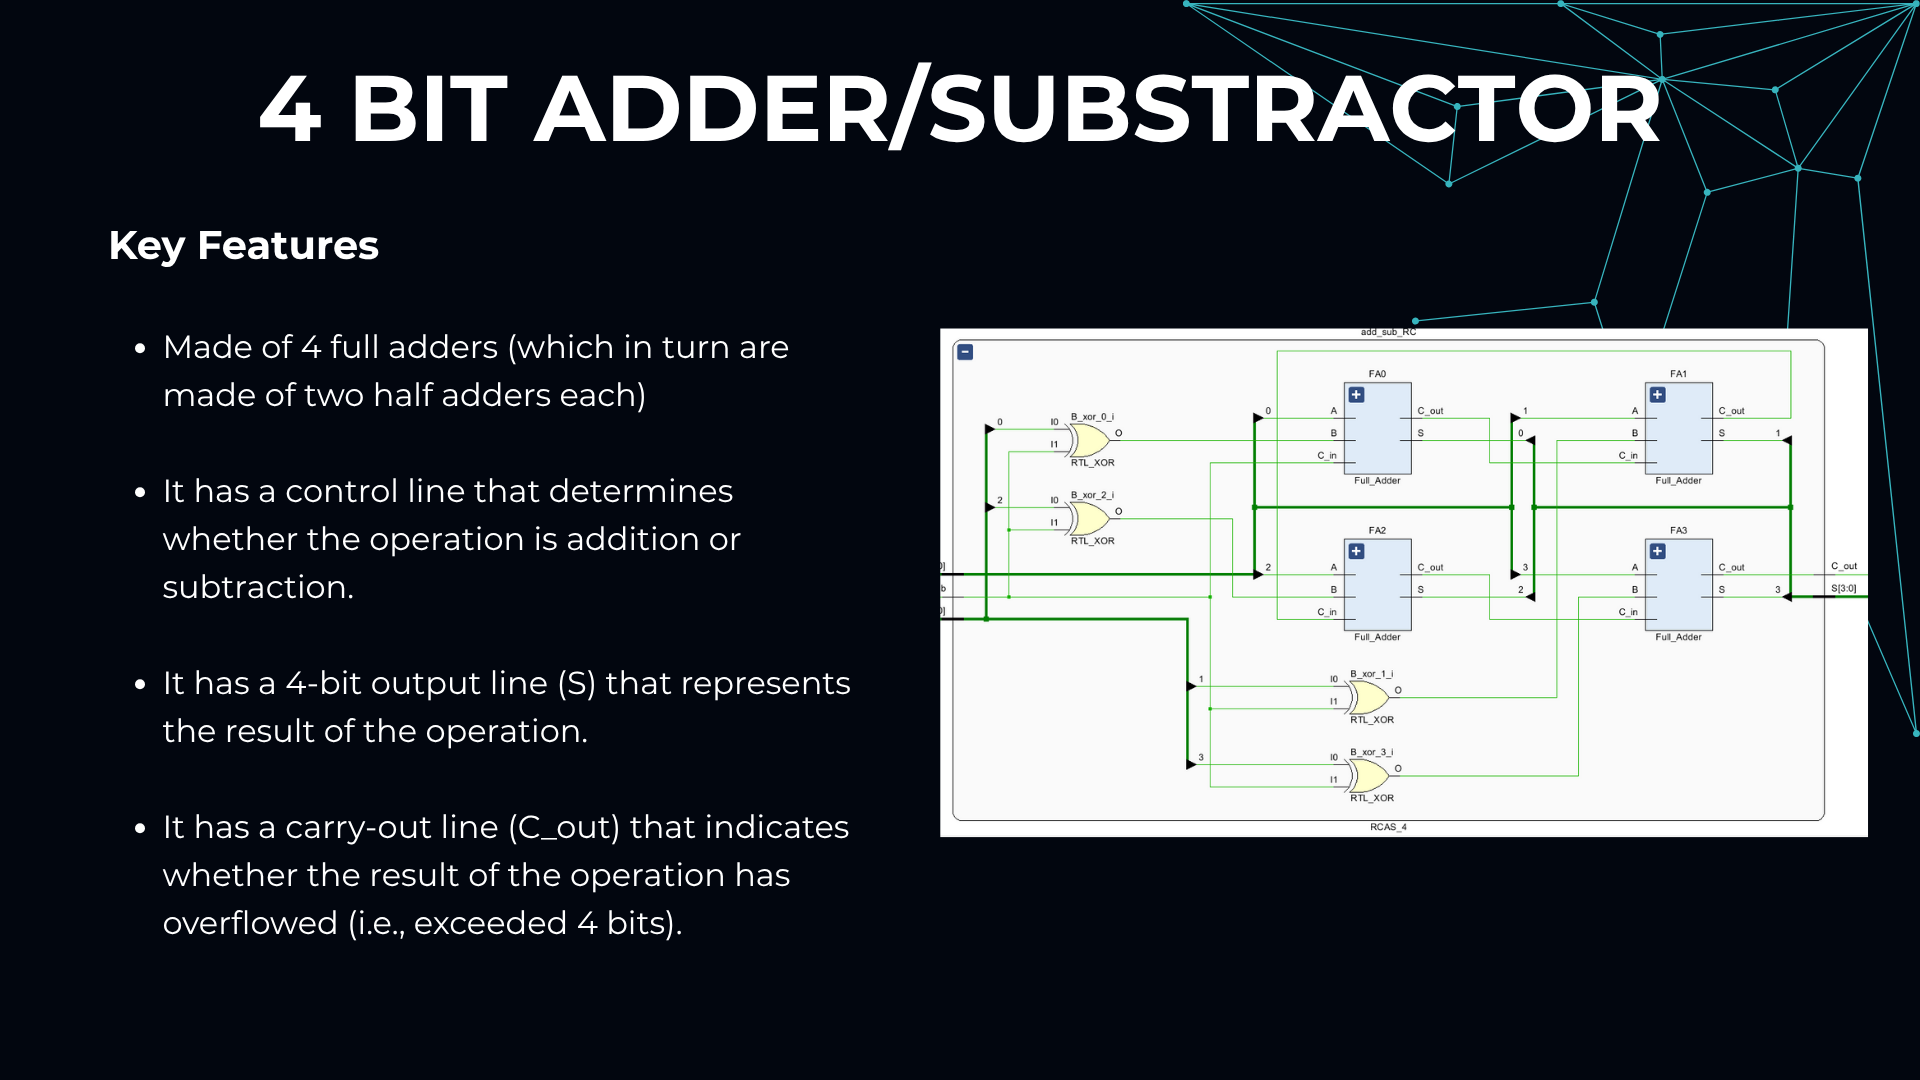 4 BIT ADDER/SUBSTRACTOR
Key Features
Made of 4 full adders (which in turn are
made of two half adders each)
It has a control line that determines
whether the operation is addition or
subtraction.
It has a 4-bit output line (S) that represents
the result of the operation.
It has a carry-out line (C_out) that indicates
whether the result of the operation has
overflowed (i.e., exceeded 4 bits).
add_sub_RC
FA0
A
B
C_in
C_out
S
Full_Adder
FA1
A
B
C_in
C_out
S
Full_Adder
B_xor_0_i
0
I0
I1
O
RTL_XOR
B_xor_2_i
2
I0
I1
O
RTL_XOR
0
1
0
1
FA2
2
A
B
C_in
C_out
S
Full_Adder
FA3
3
2
A
B
C_in
C_out
S
3
Full_Adder
0]
b
0]
C_out
S[3:0]
B_xor_1_i
1
I0
I1
O
RTL_XOR
B_xor_3_i
3
I0
I1
O
RTL_XOR
RCAS_4